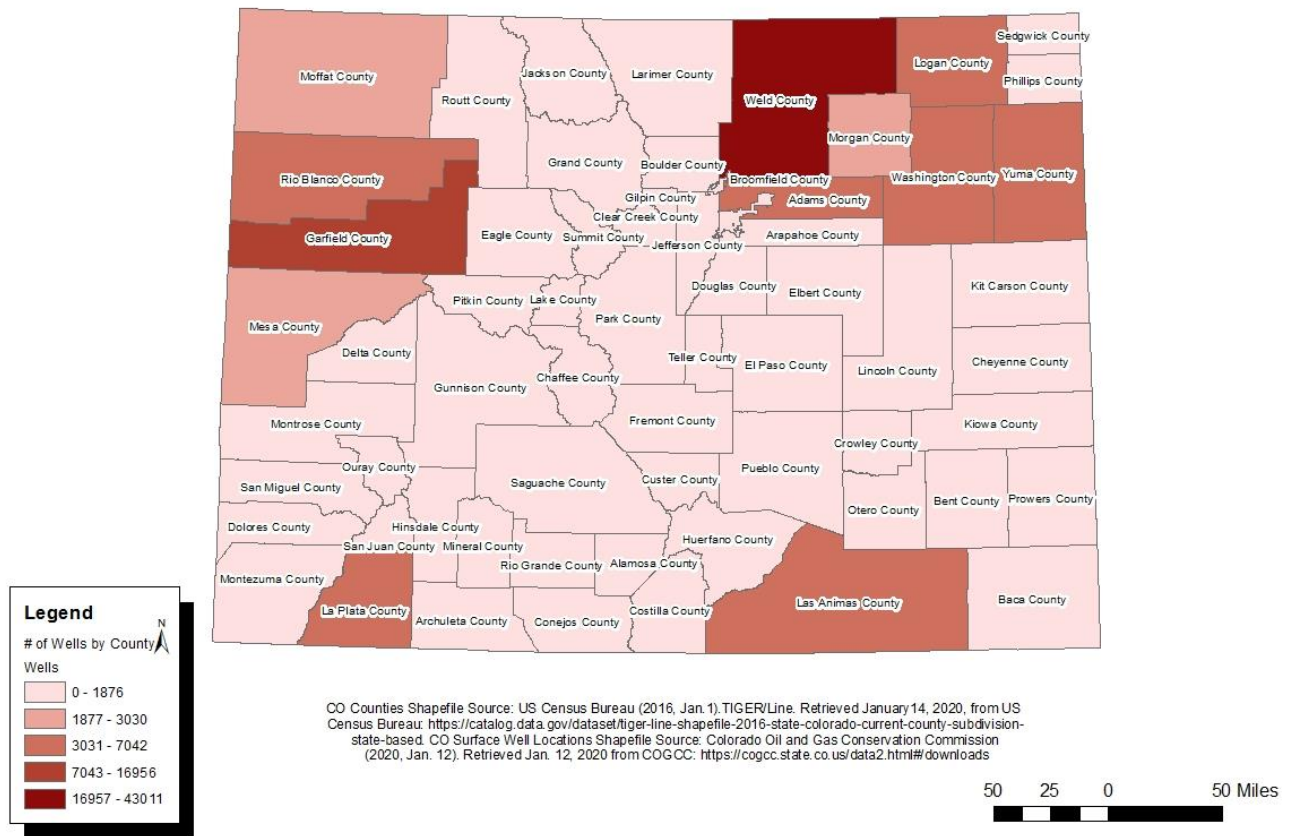 Sedgwick County
Logan County
Moffat County
Jackson County
Larimer County
Phillips County
Routt County
Weld County
Morgan County
Grand County
Boulder County
Rio Blanco County
Broomfield County
Washington County
Yuma County
Gilpin County
Adams County
Clear Creek County
Garfield County
Eagle County
Summit County
Jefferson County
Arapahoe County
Pitkin County
Lake County
Douglas County
Elbert County
Kit Carson County
Park County
Mesa County
Delta County
Teller County
El Paso County
Cheyenne County
Lincoln County
Gunnison County
Chaffee County
Montrose County
Fremont County
Kiowa County
Crowley County
Ouray County
Pueblo County
San Miguel County
Saguache County
Custer County
Bent County
Prowers County
Otero County
Dolores County
Hinsdale County
Huerfano County
San Juan County
Mineral County
Rio Grande County
Alamosa County
Montezuma County
La Plata County
Archuleta County
Conejos County
Costilla County
Las Animas County
Baca County
Legend
N
# of Wells by County
Wells
0 - 1876
1877 - 3030
3031 - 7042
7043 - 16956
16957 - 43011
CO Counties Shapefile Source: US Census Bureau (2016, Jan.1).TIGER/Line. Retrieved January 14, 2020, from US
Census Bureau: https://catalog.data.gov/dataset/tiger-line-shapefile-2016-state-colorado-current-county-subdivision-
state-based. CO Surface Well Locations Shapefile Source: Colorado Oil and Gas Conservation Commission
(2020, Jan. 12). Retrieved Jan. 12, 2020 from COGCC: https://cogcc.state.co.us/data2.html#/downloads
50 25 0 50 Miles